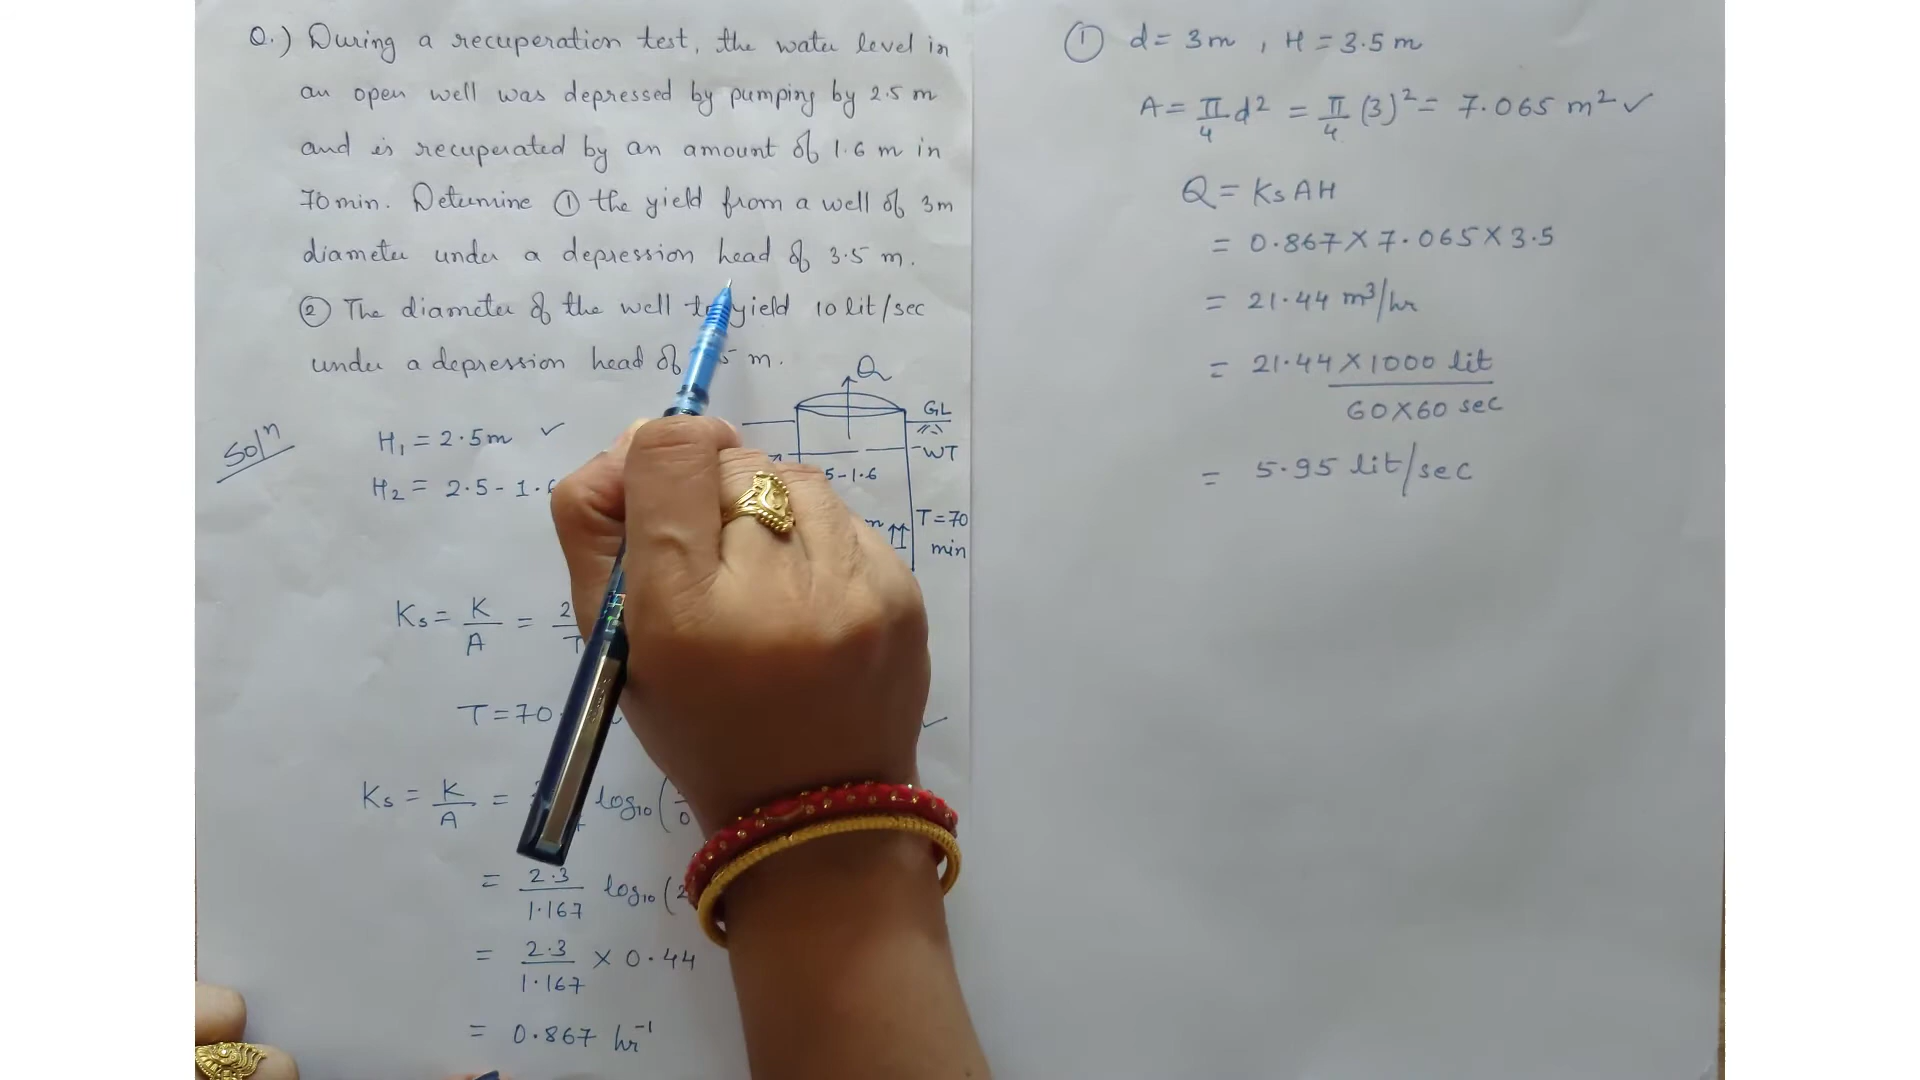 Q.) During a recuperation test, the water level in
an open well was depressed by pumping by 2.5 m
and is recuperated by an amount of 1.6 m in
70 min. Determine ① the yield from a well of 3m
diameter under a depression head of 3.5 m.
② The diameter of the well to yield 10 lit/sec
under a depression head of 5 m.
Q
GL
WT
5-1.6
T=70
min
Solⁿ
H₁ = 2.5m ✓
H₂ = 2.5 - 1.6
Ks = K/A = 2
T
T=70
Ks = K/A = log₁₀(
0
= 2.3/1.167 log₁₀(2
= 2.3/1.167 × 0.44
= 0.867 hr⁻¹
① d= 3m , H = 3.5 m
A= π/4 d² = π/4 (3)² = 7.065 m² ✓
Q = Ks AH
= 0.867 × 7.065 × 3.5
= 21.44 m³/hr
= 21.44 × 1000 lit
60×60 sec
= 5.95 lit/sec